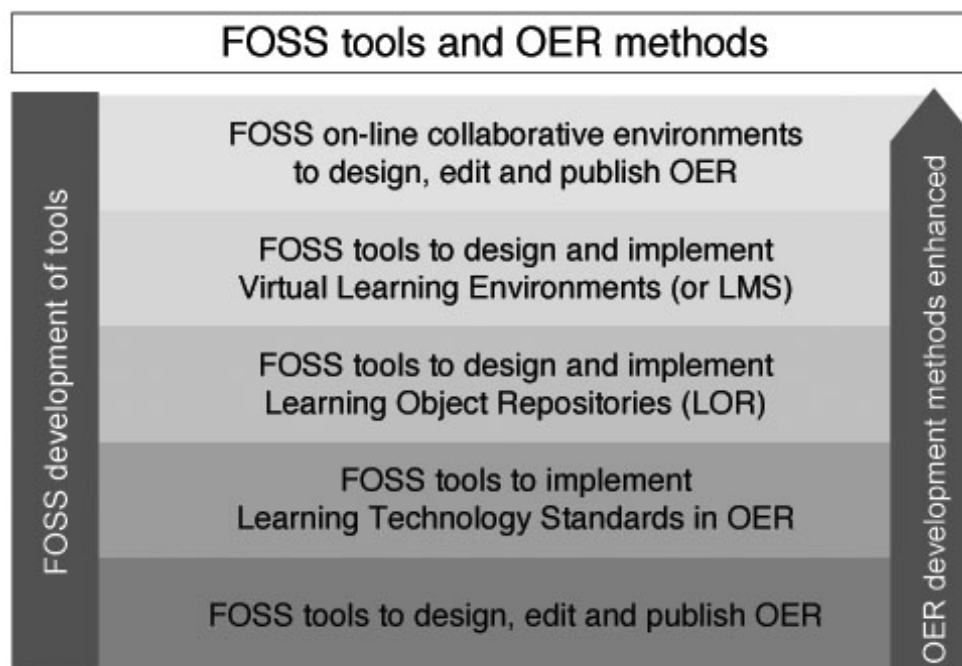 FOSS tools and OER methods
FOSS development of tools
FOSS on-line collaborative environments
to design, edit and publish OER
FOSS tools to design and implement
Virtual Learning Environments (or LMS)
FOSS tools to design and implement
Learning Object Repositories (LOR)
FOSS tools to implement
Learning Technology Standards in OER
FOSS tools to design, edit and publish OER
OER development methods enhanced